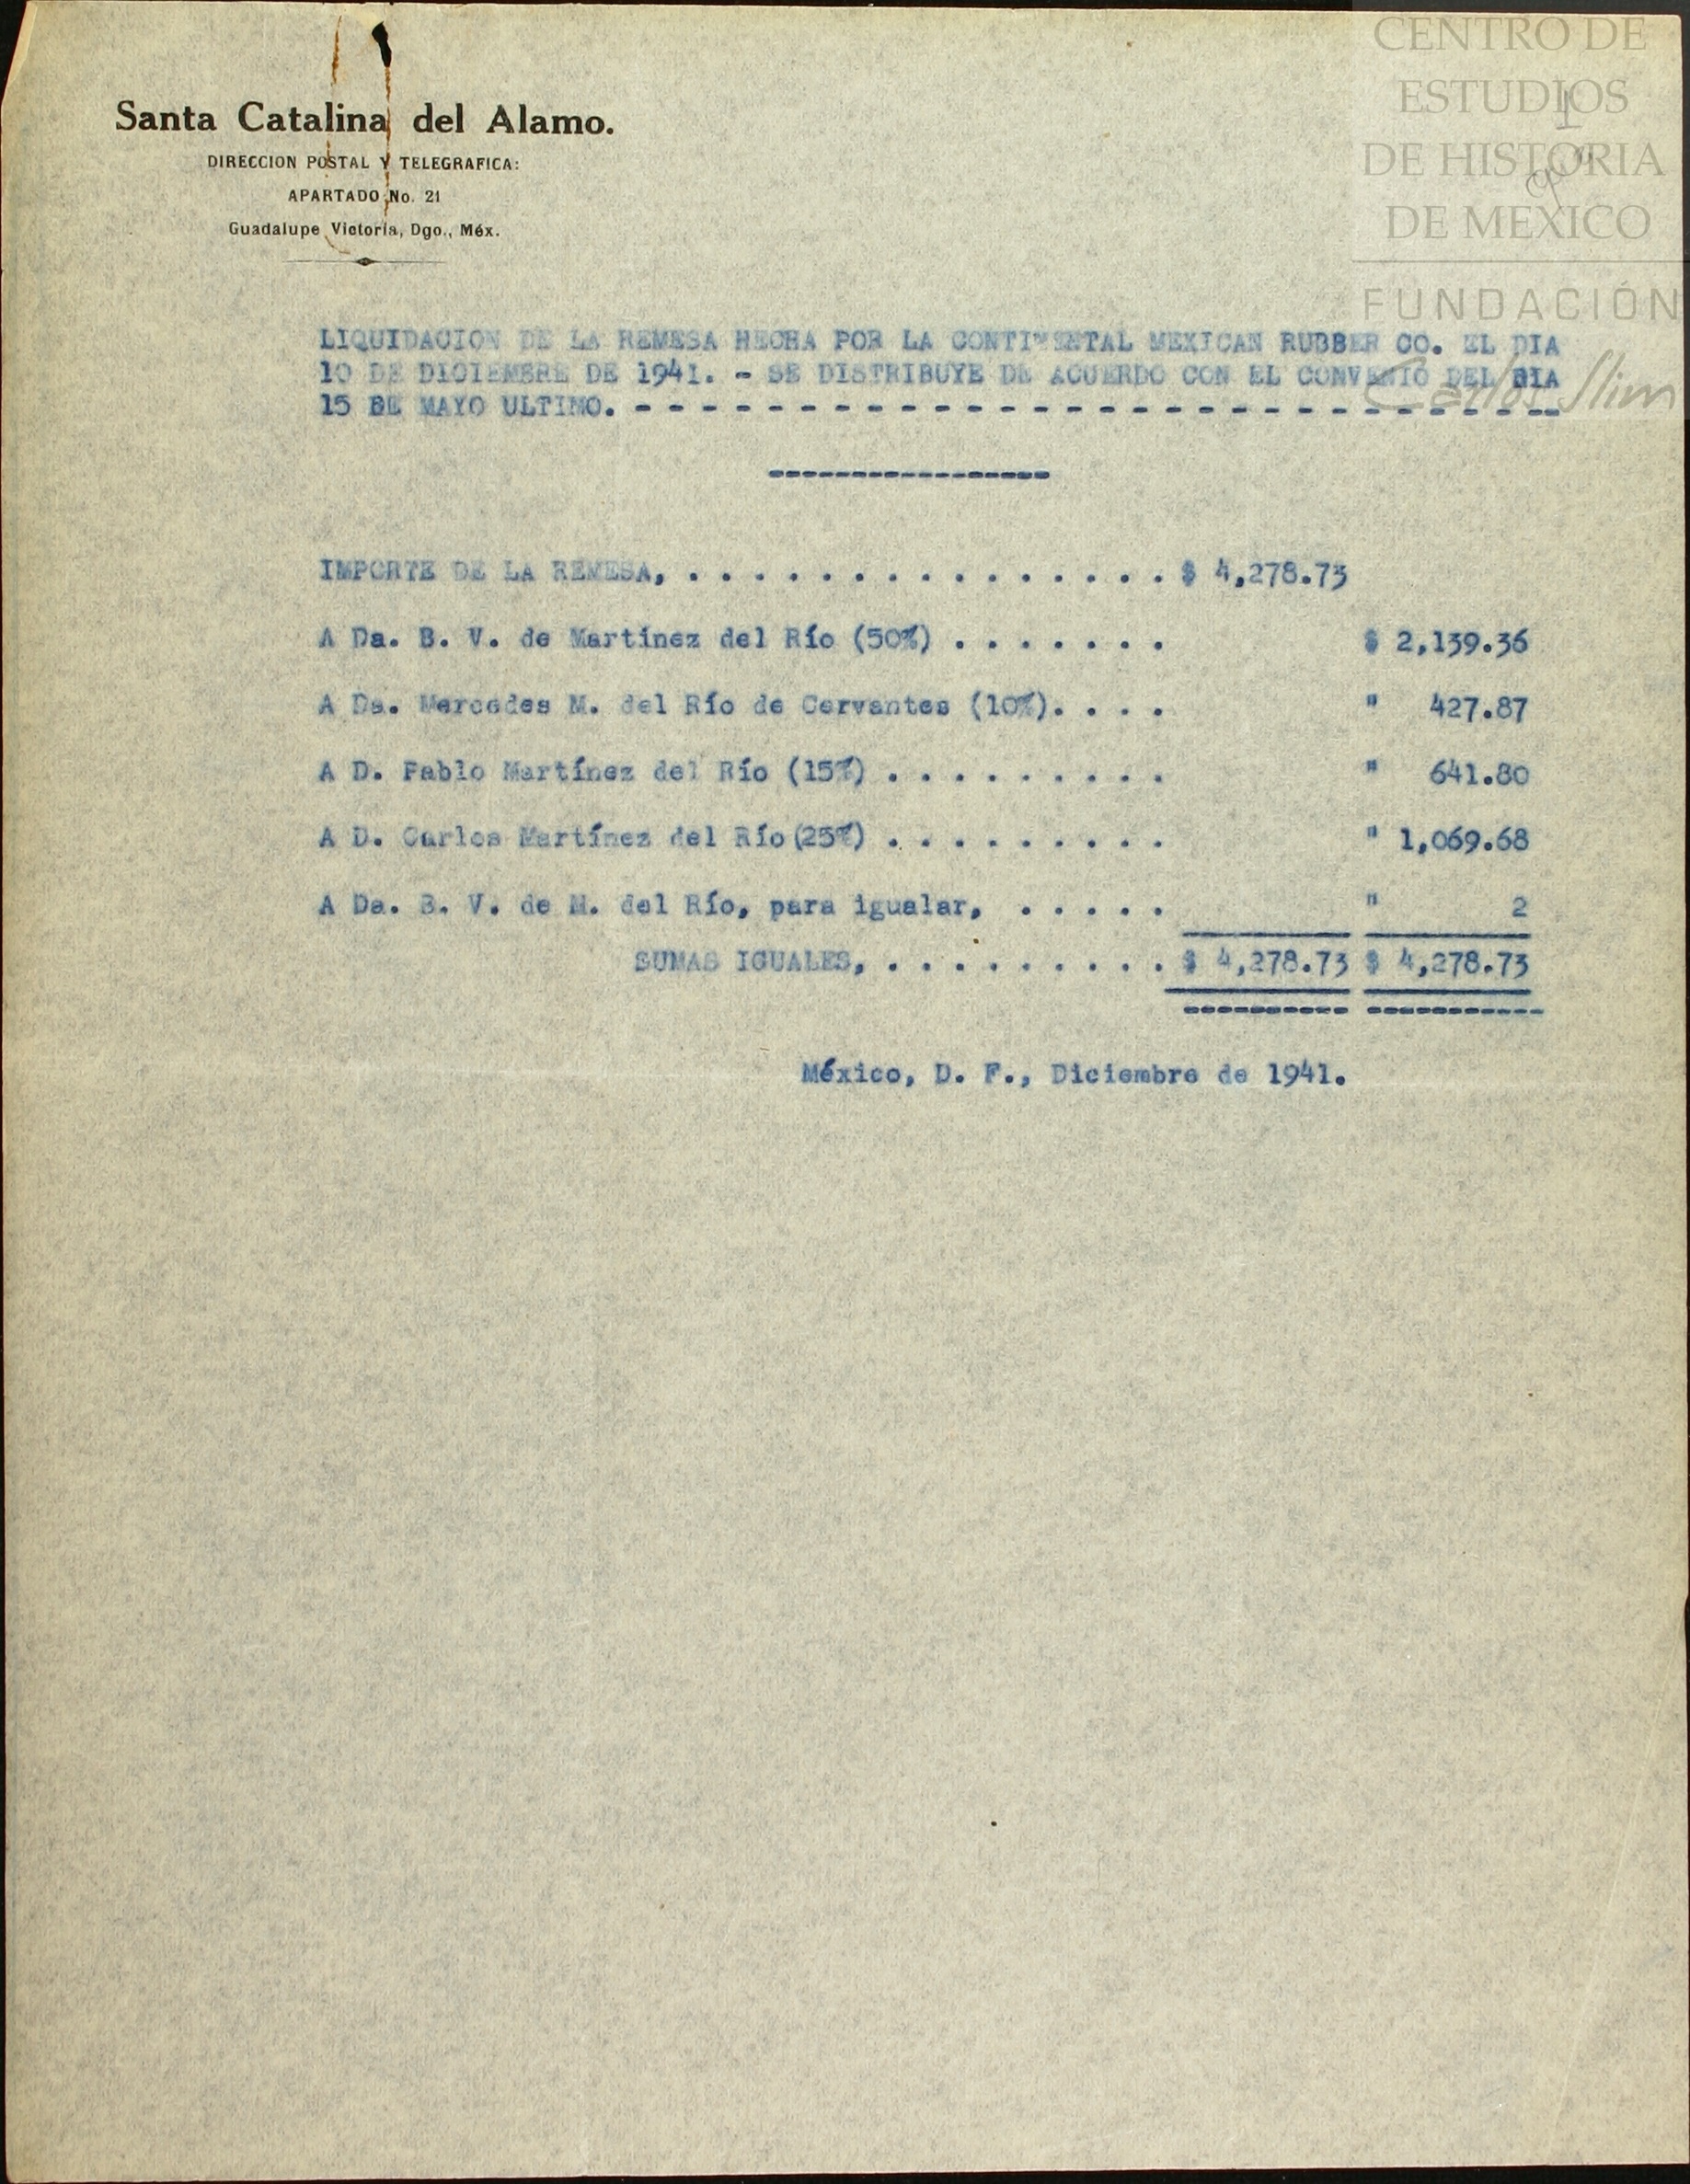 CENTRO DE
ESTUDIOS
DE HISTORIA
DE MEXICO
FUNDACIÓN
Carlos Slim
Santa Catalina del Alamo.
DIRECCION POSTAL Y TELEGRAFICA:
APARTADO No. 21
Guadalupe Victoria, Dgo., Méx.
LIQUIDACION DE LA REMESA HECHA POR LA CONTINENTAL MEXICAN RUBBER CO. EL DIA
10 DE DICIEMBRE DE 1941. - SE DISTRIBUYE DE ACUERDO CON EL CONVENIO DEL DIA
15 DE MAYO ULTIMO. - - - - - - - - - - - - - - - - - - - - - - - - - - - - --
-----------------
IMPORTE DE LA REMESA, . . . . . . . . . . . . . . . $ 4,278.73
A Da. B. V. de Martínez del Río (50%) . . . . . . . $ 2,139.36
A Da. Mercedes M. del Río de Cervantes (10%). . . . " 427.87
A D. Pablo Martínez del Río (15%) . . . . . . . . . " 641.80
A D. Carlos Martínez del Río(25%) . . . . . . . . . " 1,069.68
A Da. B. V. de M. del Río, para igualar, . . . . . " 2
SUMAS IGUALES, . . . . . . . . . $ 4,278.73 $ 4,278.73
México, D. F., Diciembre de 1941.